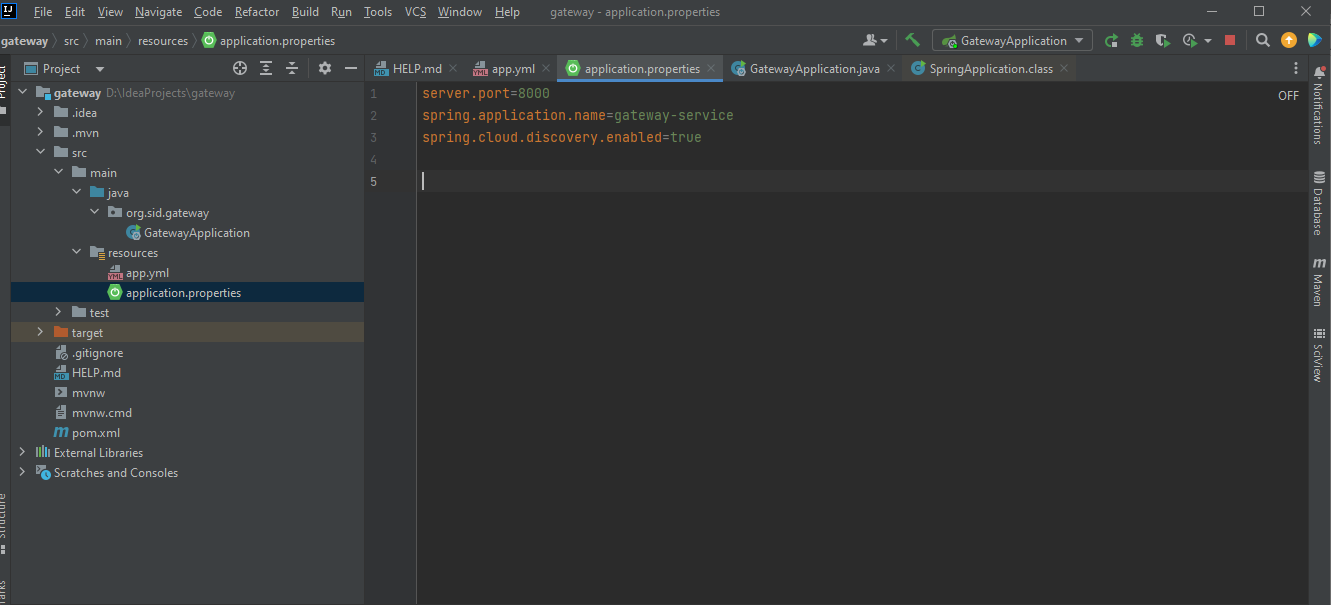 File Edit View Navigate Code Refactor Build Run Tools VCS Window Help gateway - application.properties
gateway src main resources application.properties
GatewayApplication
Project
HELP.md app.yml application.properties GatewayApplication.java SpringApplication.class
gateway D:\IdeaProjects\gateway
.idea
.mvn
src
main
java
org.sid.gateway
GatewayApplication
resources
app.yml
application.properties
test
target
.gitignore
HELP.md
mvnw
mvnw.cmd
pom.xml
External Libraries
Scratches and Consoles
1 server.port=8000
2 spring.application.name=gateway-service
3 spring.cloud.discovery.enabled=true
4
5
OFF
Notifications
Database
Maven
SciView
Project
Structure